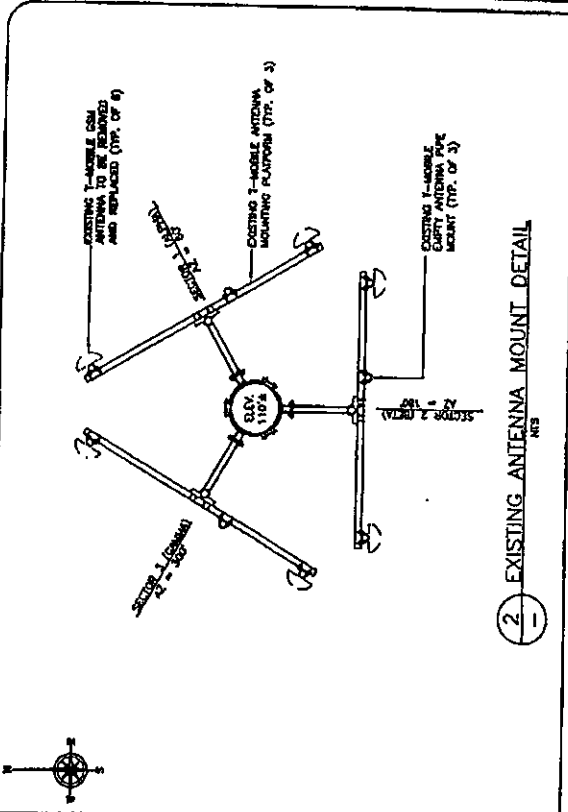 EXISTING T-MOBILE GSM
ANTENNA TO BE REMOVED
AND REPLACED (TYP. OF 6)
SECTOR 1 (ALPHA)
AZ = 60°
EXISTING T-MOBILE ANTENNA
MOUNTING PLATFORM (TYP. OF 3)
ELEV.
110'±
SECTOR 3 (GAMMA)
AZ = 300°
SECTOR 2 (BETA)
AZ = 180°
EXISTING T-MOBILE
EMPTY ANTENNA PIPE
MOUNT (TYP. OF 3)
N
W
E
S
2
EXISTING ANTENNA MOUNT DETAIL
NTS